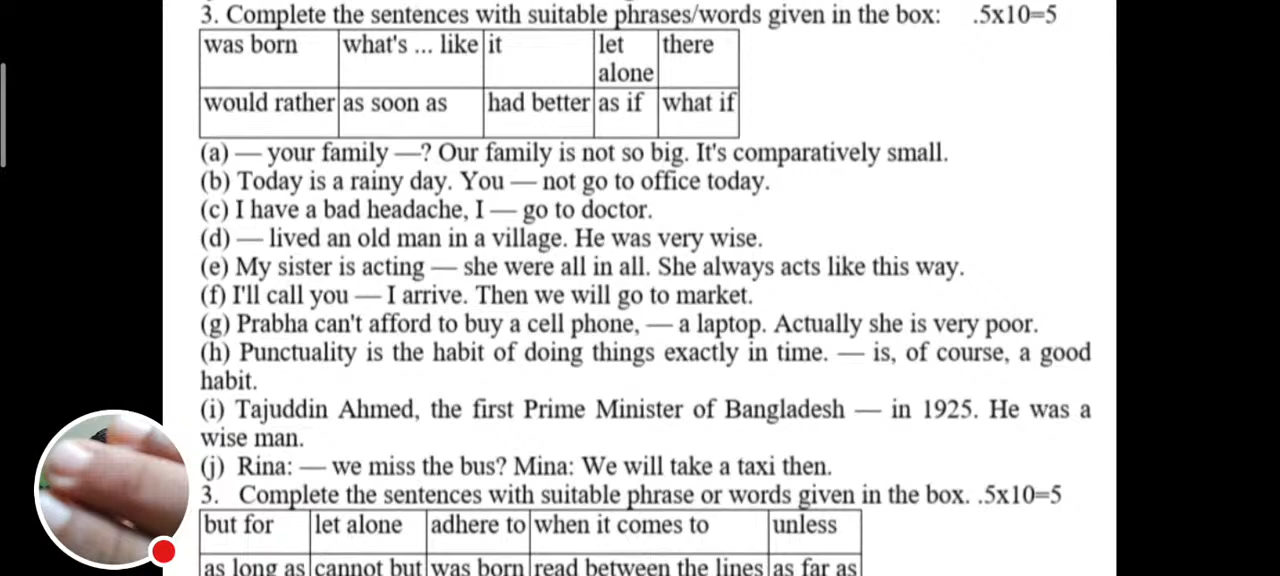 3. Complete the sentences with suitable phrases/words given in the box: .5x10=5
was born what's ... like it let alone there
would rather as soon as had better as if what if
(a) — your family —? Our family is not so big. It's comparatively small.
(b) Today is a rainy day. You — not go to office today.
(c) I have a bad headache, I — go to doctor.
(d) — lived an old man in a village. He was very wise.
(e) My sister is acting — she were all in all. She always acts like this way.
(f) I'll call you — I arrive. Then we will go to market.
(g) Prabha can't afford to buy a cell phone, — a laptop. Actually she is very poor.
(h) Punctuality is the habit of doing things exactly in time. — is, of course, a good
habit.
(i) Tajuddin Ahmed, the first Prime Minister of Bangladesh — in 1925. He was a
wise man.
(j) Rina: — we miss the bus? Mina: We will take a taxi then.
3. Complete the sentences with suitable phrase or words given in the box. .5x10=5
but for let alone adhere to when it comes to unless
as long as cannot but was born read between the lines as far as